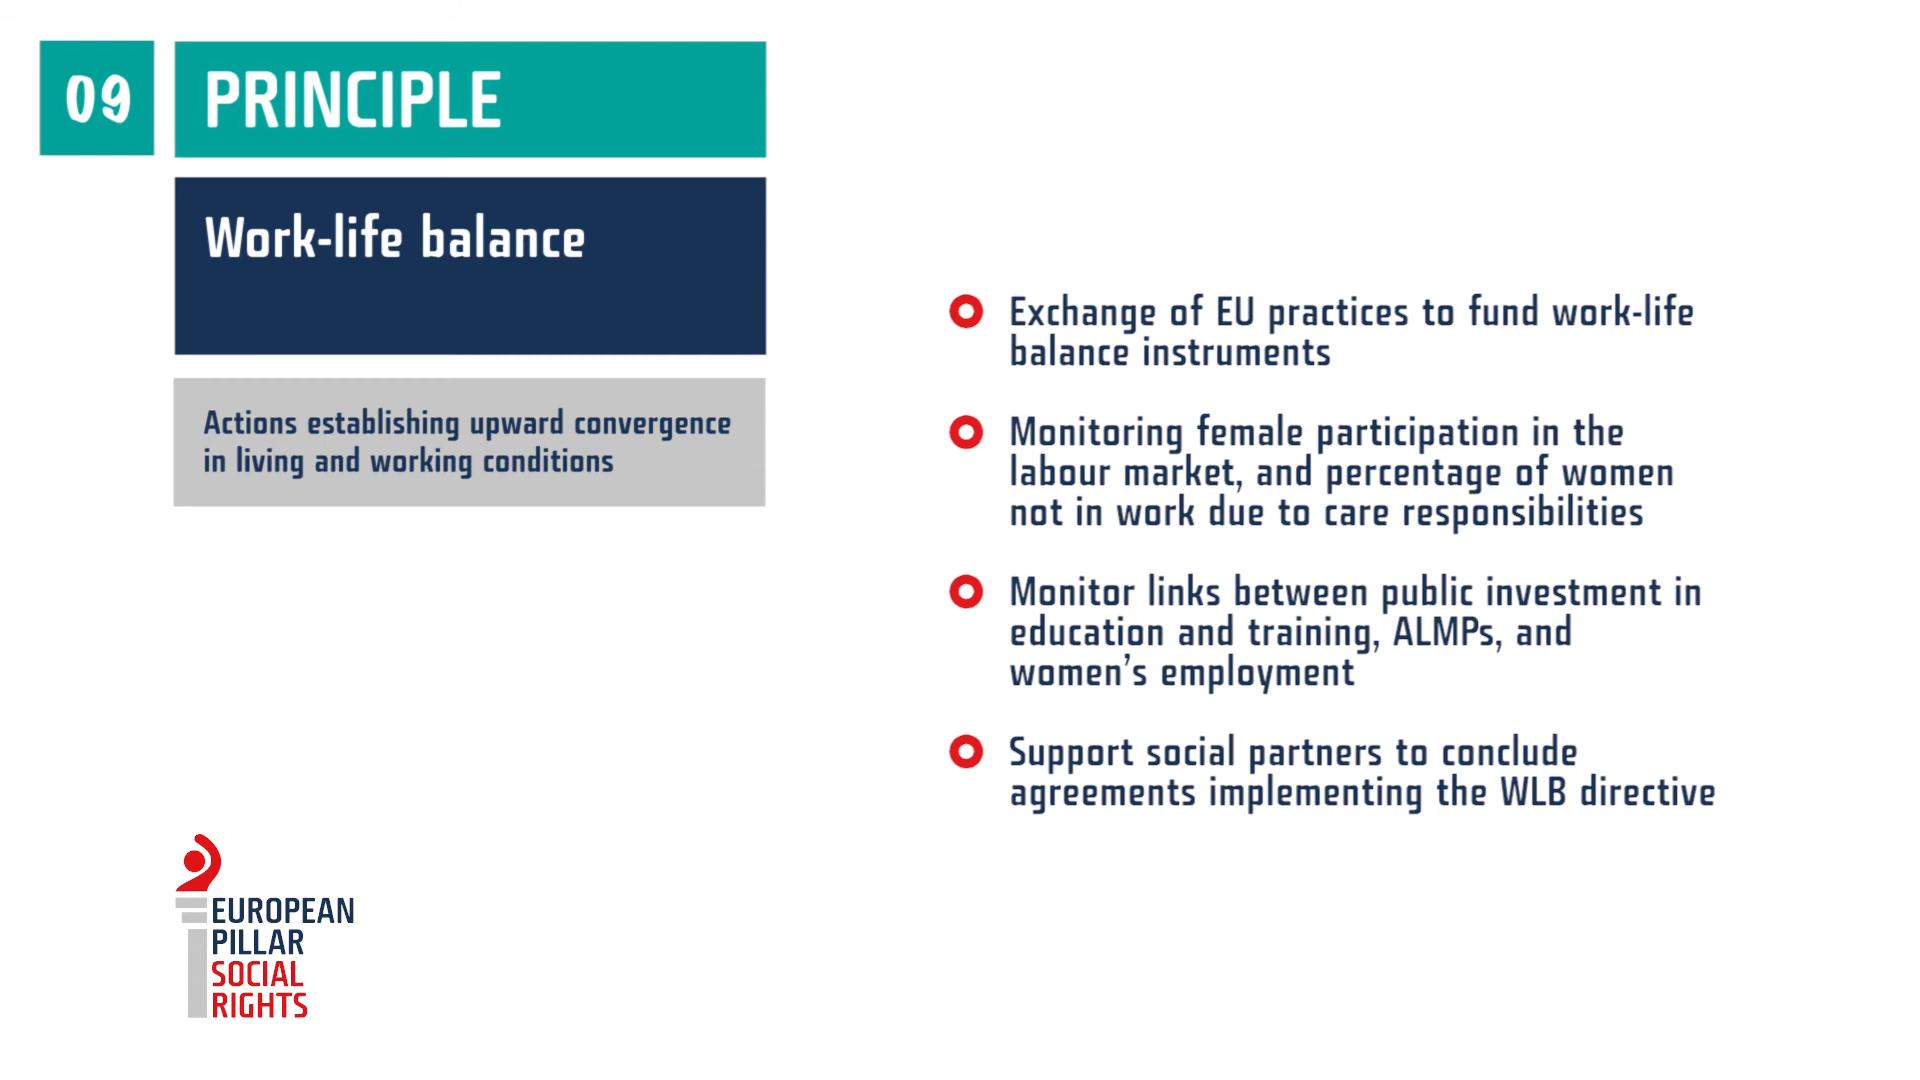 09
PRINCIPLE
Work-life balance
Actions establishing upward convergence
in living and working conditions
Exchange of EU practices to fund work-life
balance instruments
Monitoring female participation in the
labour market, and percentage of women
not in work due to care responsibilities
Monitor links between public investment in
education and training, ALMPs, and
women's employment
Support social partners to conclude
agreements implementing the WLB directive
EUROPEAN
PILLAR
SOCIAL
RIGHTS